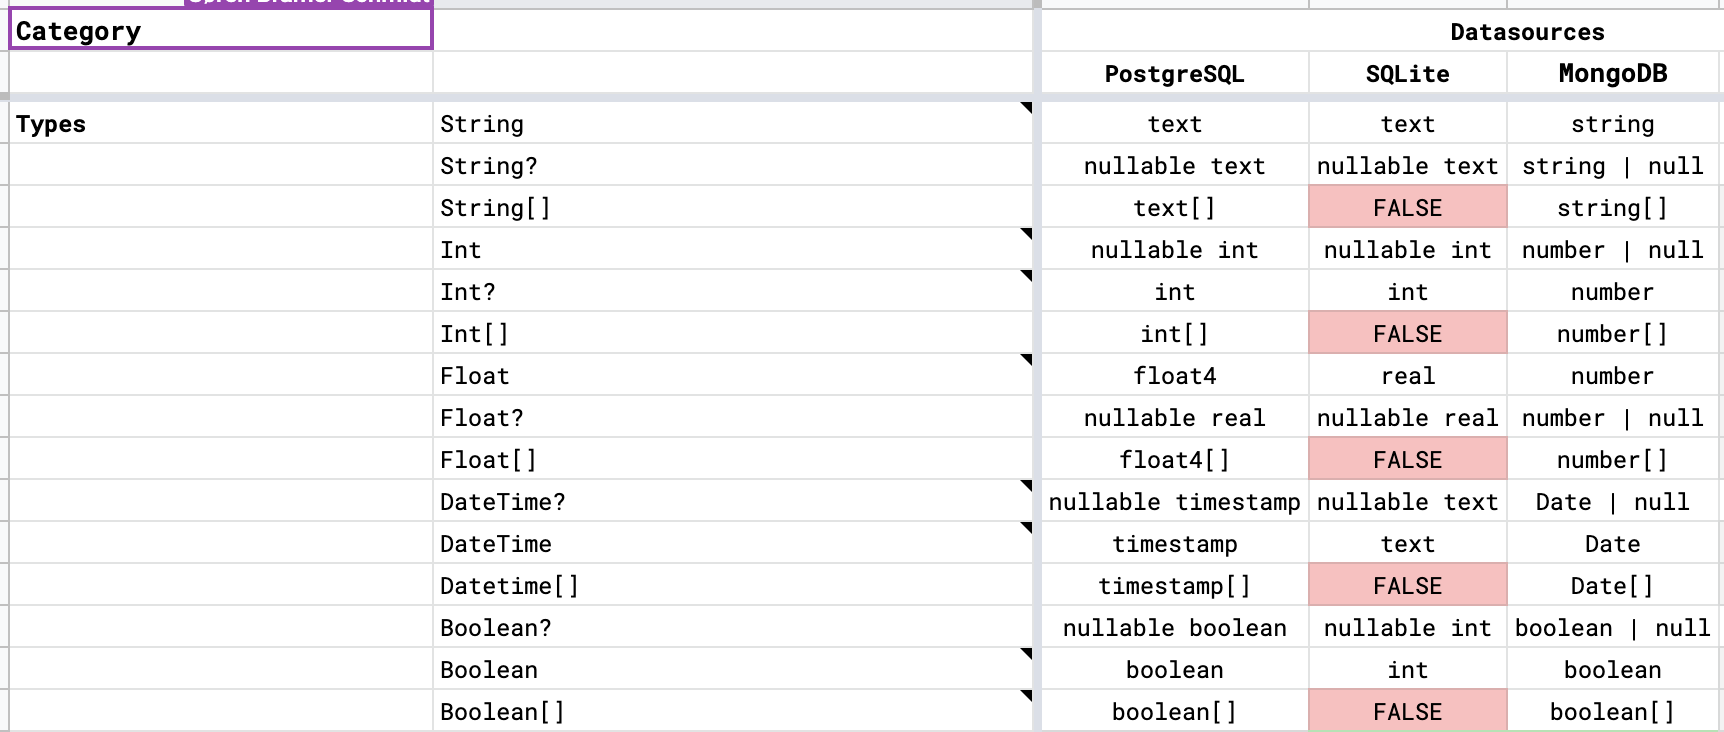 Category
Datasources
PostgreSQL SQLite MongoDB
Types String text text string
String? nullable text nullable text string | null
String[] text[] FALSE string[]
Int nullable int nullable int number | null
Int? int int number
Int[] int[] FALSE number[]
Float float4 real number
Float? nullable real nullable real number | null
Float[] float4[] FALSE number[]
DateTime? nullable timestamp nullable text Date | null
DateTime timestamp text Date
Datetime[] timestamp[] FALSE Date[]
Boolean? nullable boolean nullable int boolean | null
Boolean boolean int boolean
Boolean[] boolean[] FALSE boolean[]